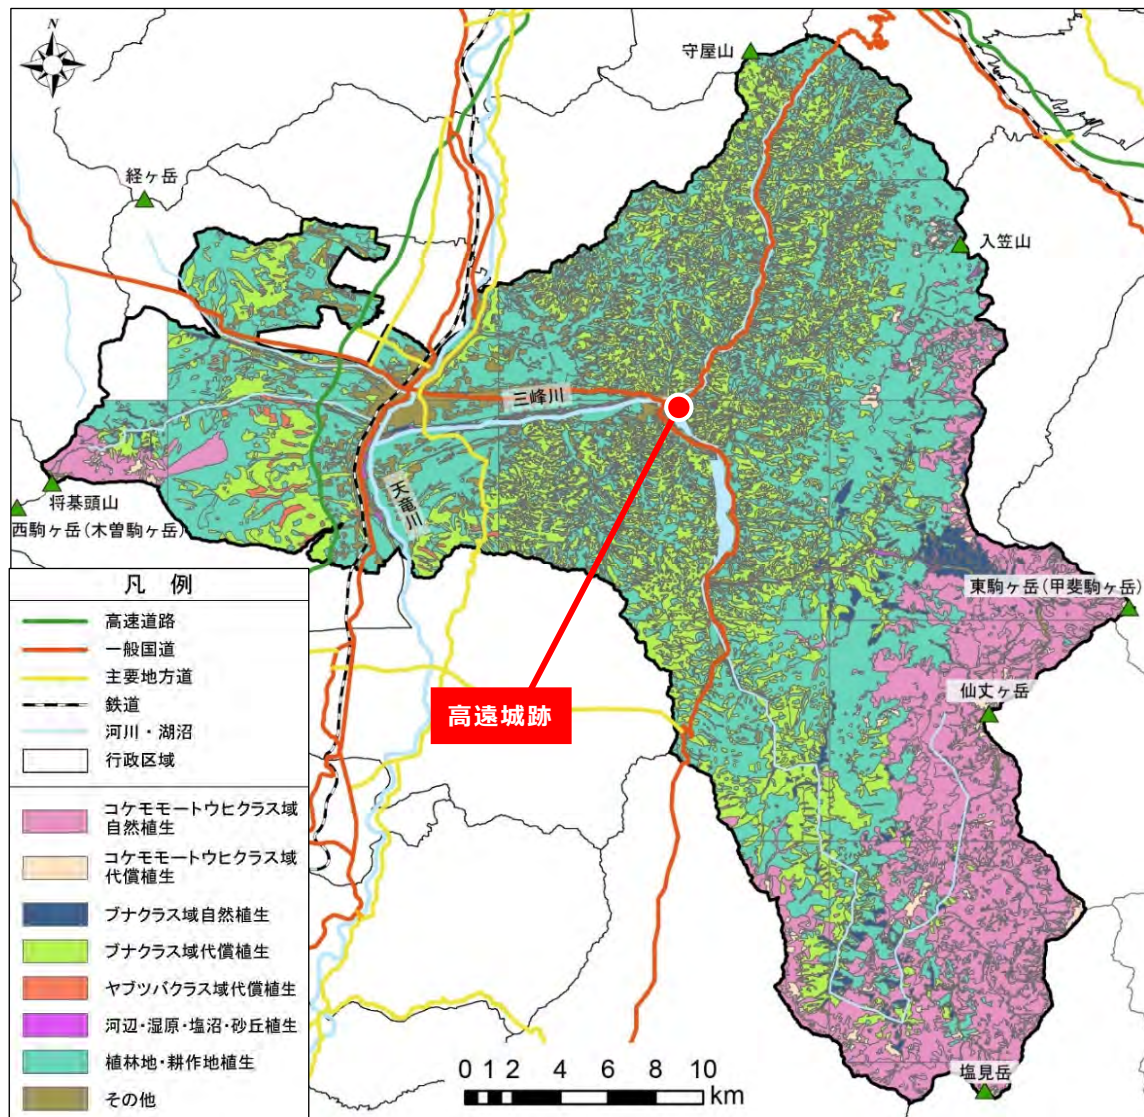 N
守屋山
経ヶ岳
入笠山
三峰川
天竜川
将棊頭山
西駒ヶ岳(木曽駒ヶ岳)
東駒ヶ岳(甲斐駒ヶ岳)
仙丈ヶ岳
高遠城跡
塩見岳
凡 例
高速道路
一般国道
主要地方道
鉄道
河川・湖沼
行政区域
コケモモートウヒクラス域
自然植生
コケモモートウヒクラス域
代償植生
ブナクラス域自然植生
ブナクラス域代償植生
ヤブツバクラス域代償植生
河辺・湿原・塩沼・砂丘植生
植林地・耕作地植生
その他
0 1 2 4 6 8 10
km